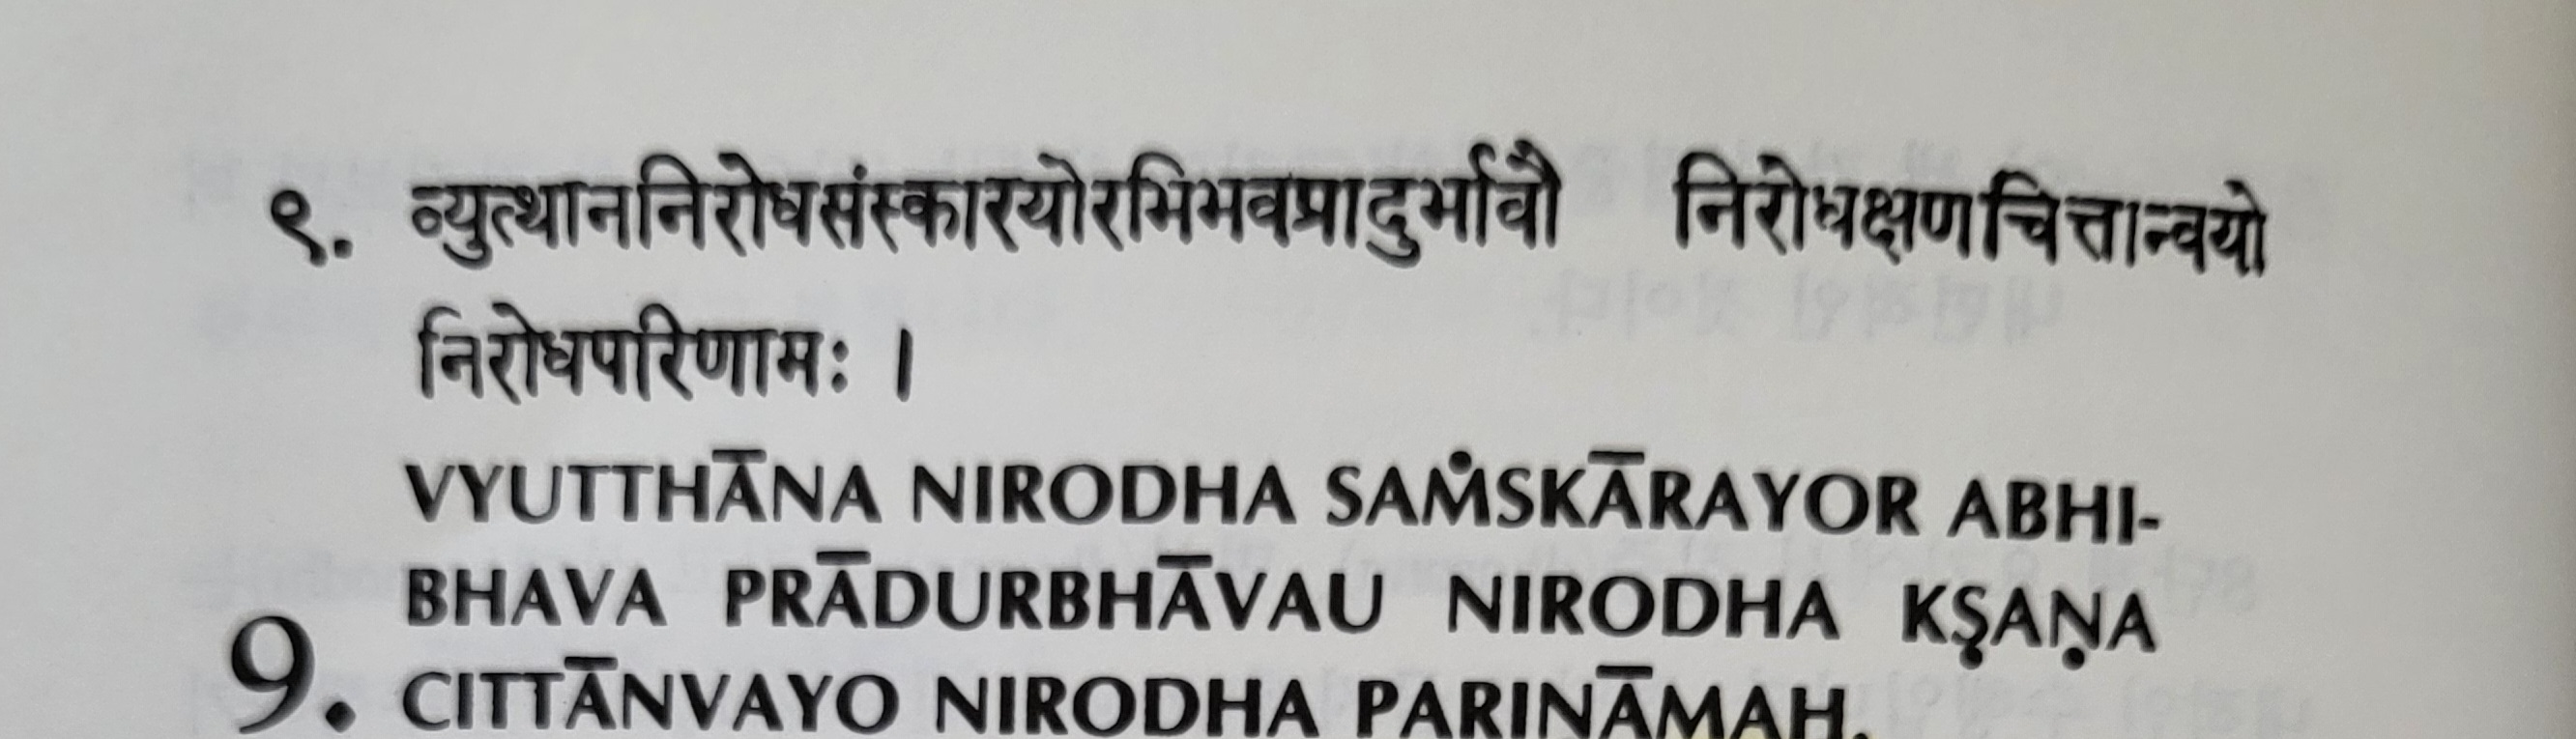 ९. व्युत्थाननिरोधसंस्कारयोरभिभवप्रादुर्भावौ निरोधक्षणचित्तान्वयो
निरोधपरिणामः ।
VYUTTHĀNA NIRODHA SAṀSKĀRAYOR ABHI-
BHAVA PRĀDURBHĀVAU NIRODHA KṢAṆA
9. CITTĀNVAYO NIRODHA PARINĀMAH.